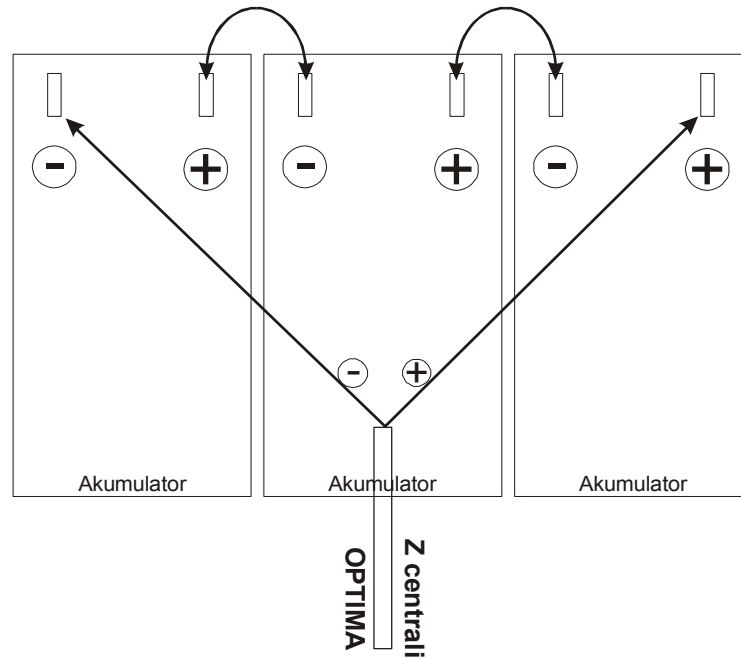 - + - + - +
- +
Akumulator Akumulator Akumulator
Z centrali
OPTIMA